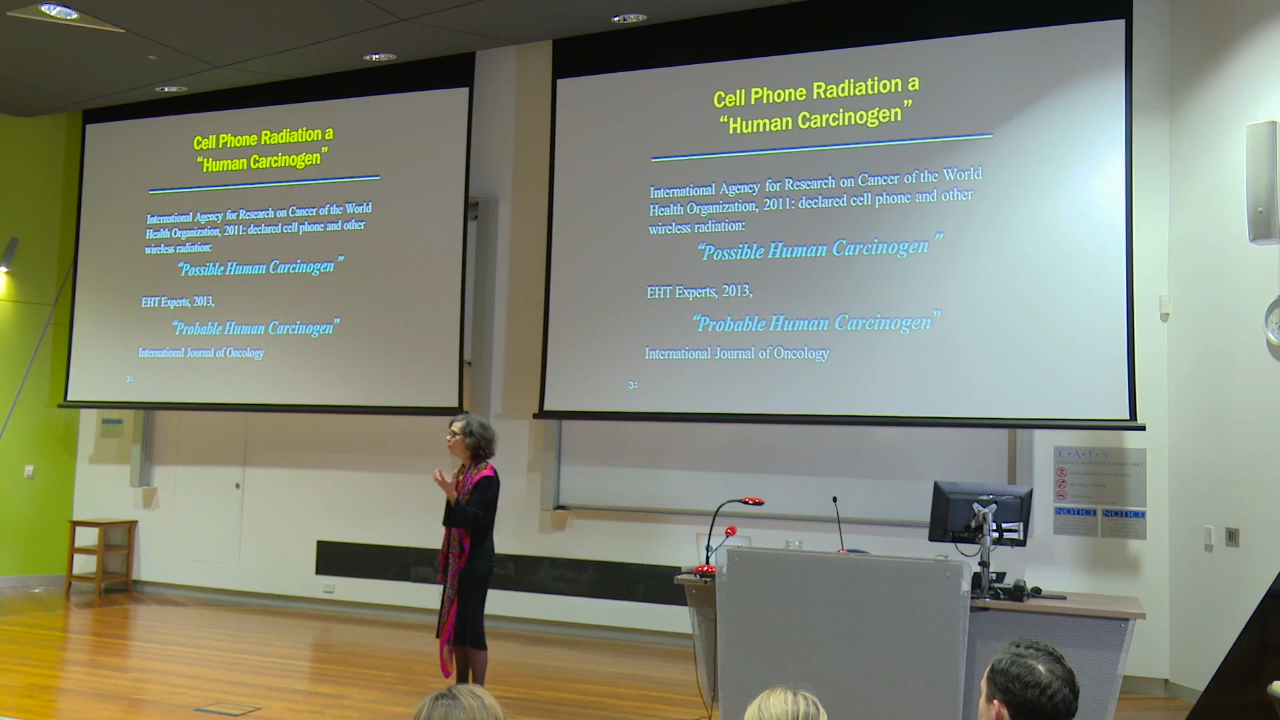 Cell Phone Radiation a
“Human Carcinogen”
International Agency for Research on Cancer of the World
Health Organization, 2011: declared cell phone and other
wireless radiation:
“Possible Human Carcinogen”
EHT Experts, 2013,
“Probable Human Carcinogen”
International Journal of Oncology
Cell Phone Radiation a
“Human Carcinogen”
International Agency for Research on Cancer of the World
Health Organization, 2011: declared cell phone and other
wireless radiation:
“Possible Human Carcinogen”
EHT Experts, 2013,
“Probable Human Carcinogen”
International Journal of Oncology
C•A•T•S
NOTICE NOTICE